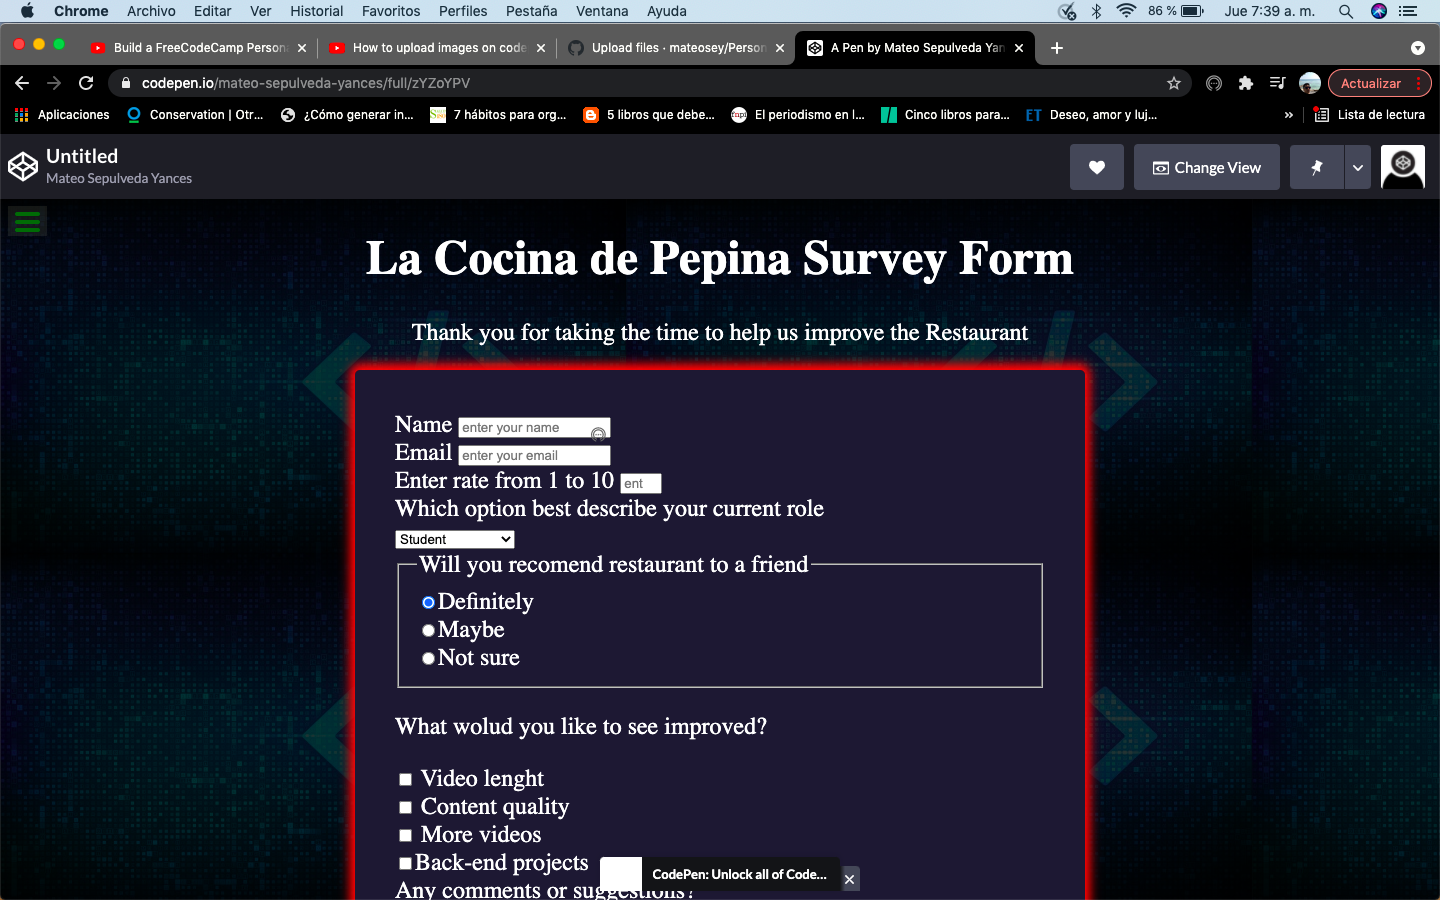 Chrome Archivo Editar Ver Historial Favoritos Perfiles Pestaña Ventana Ayuda 86 % Jue 7:39 a. m.
Build a FreeCodeCamp Persona How to upload images on code Upload files · mateosey/Person A Pen by Mateo Sepulveda Yan
codepen.io/mateo-sepulveda-yances/full/zYZoYPV Actualizar
Aplicaciones Conservation | Otr... ¿Cómo generar in... 7 hábitos para org... 5 libros que debe... fnpi El periodismo en l... Cinco libros para... ET Deseo, amor y luj... » Lista de lectura
Untitled
Mateo Sepulveda Yances
Change View
La Cocina de Pepina Survey Form
Thank you for taking the time to help us improve the Restaurant
Name enter your name
Email enter your email
Enter rate from 1 to 10 ent
Which option best describe your current role
Student
Will you recomend restaurant to a friend
Definitely
Maybe
Not sure
What wolud you like to see improved?
Video lenght
Content quality
More videos
Back-end projects
CodePen: Unlock all of Code...
Any comments or suggestions?